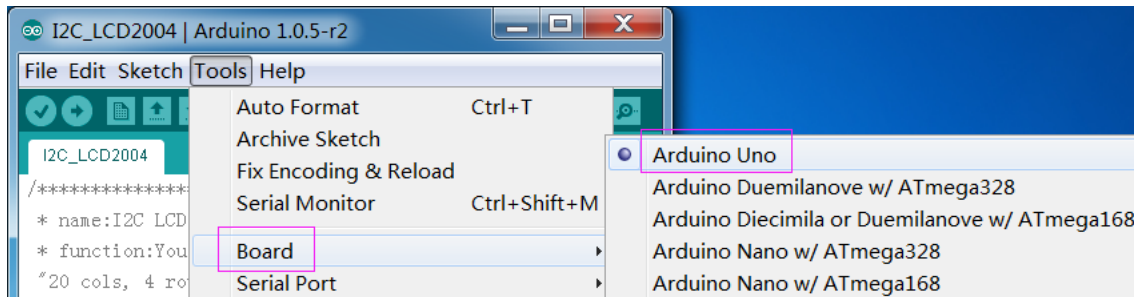 I2C_LCD2004 | Arduino 1.0.5-r2
File Edit Sketch Tools Help
Auto Format Ctrl+T
Archive Sketch
I2C_LCD2004
Fix Encoding & Reload
Serial Monitor Ctrl+Shift+M
Board
Serial Port
/***************
* name:I2C LCD
* function:You
"20 cols, 4 ro
Arduino Uno
Arduino Duemilanove w/ ATmega328
Arduino Diecimila or Duemilanove w/ ATmega168
Arduino Nano w/ ATmega328
Arduino Nano w/ ATmega168